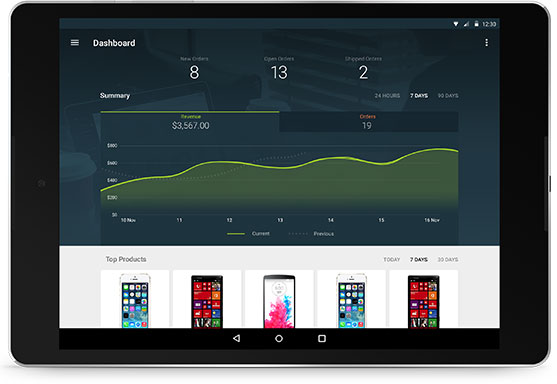 12:30
Dashboard
New Orders Open Orders Shipped Orders
8 13 2
Summary 24 HOURS 7 DAYS 90 DAYS
Revenue Orders
$3,567.00 19
$800
$600
$400
$200
$0
10 Nov 11 12 13 14 15 16 Nov
Current Previous
Top Products TODAY 7 DAYS 33 DAYS